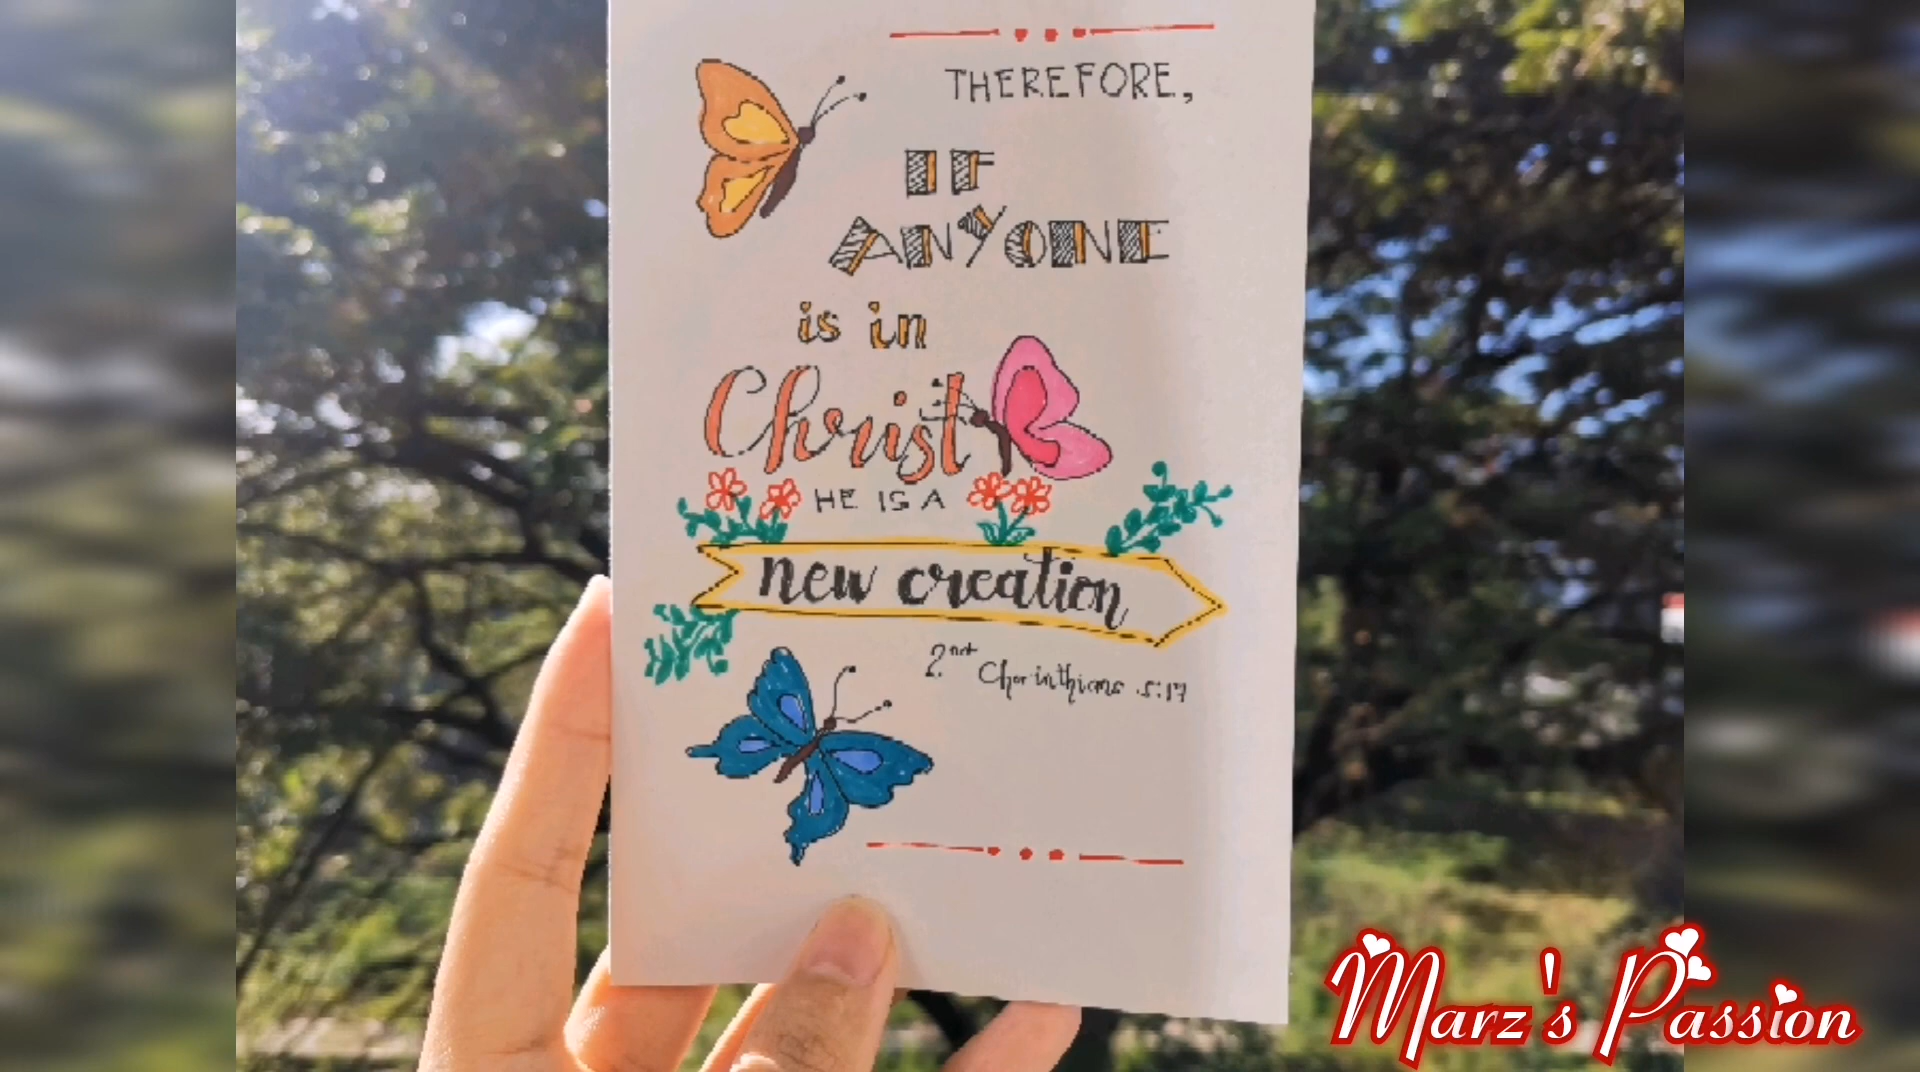 THEREFORE,
IF
ANYONE
is in
Christ
HE IS A
new creation
2nd Chorinthians 5:17
Marz's Passion